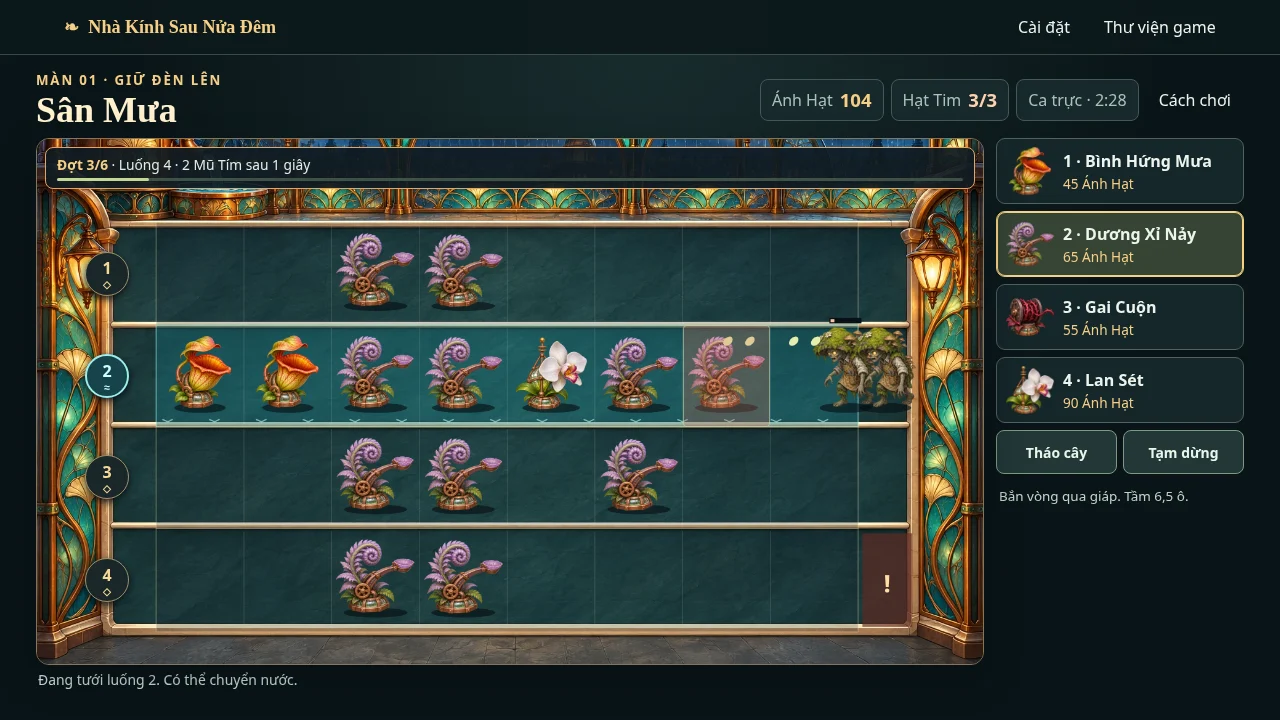 ❧ Nhà Kính Sau Nửa Đêm
Cài đặt
Thư viện game
MÀN 01 · GIỮ ĐÈN LÊN
Sân Mưa
Ánh Hạt 104
Hạt Tim 3/3
Ca trực · 2:28
Cách chơi
Đợt 3/6 · Luống 4 · 2 Mũ Tím sau 1 giây
1
2
≈
3
4
!
1 · Bình Hứng Mưa
45 Ánh Hạt
2 · Dương Xỉ Nảy
65 Ánh Hạt
3 · Gai Cuộn
55 Ánh Hạt
4 · Lan Sét
90 Ánh Hạt
Tháo cây
Tạm dừng
Bắn vòng qua giáp. Tầm 6,5 ô.
Đang tưới luống 2. Có thể chuyển nước.